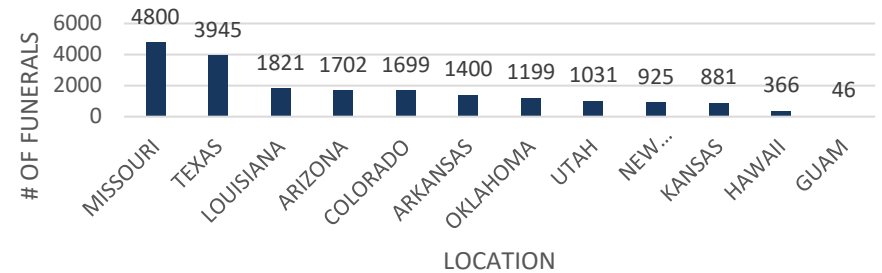 # OF FUNERALS
6000
4000
2000
0
4800
3945
1821
1702
1699
1400
1199
1031
925
881
366
46
MISSOURI
TEXAS
LOUISIANA
ARIZONA
COLORADO
ARKANSAS
OKLAHOMA
UTAH
NEW...
KANSAS
HAWAII
GUAM
LOCATION